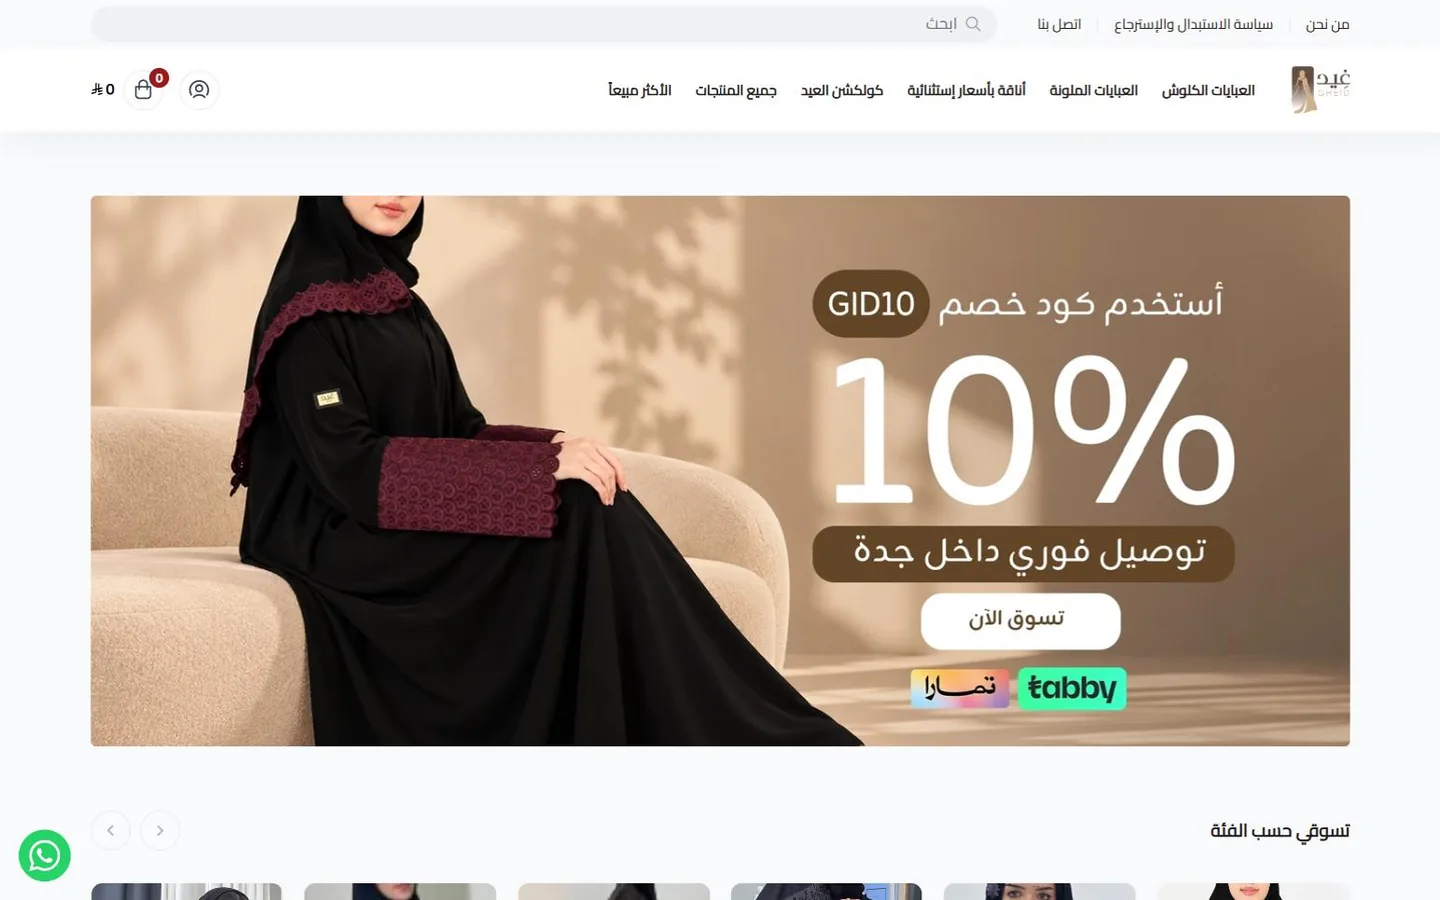 من نحن
سياسة الاستبدال والإسترجاع
اتصل بنا
ابحث
غيد
GHEID
العبايات الكلوش
العبايات الملونة
أناقة بأسعار إستثنائية
كولكشن العيد
جميع المنتجات
الأكثر مبيعاً
0
0
أستخدم كود خصم GID10
10%
توصيل فوري داخل جدة
تسوق الآن
تمارا
tabby
تسوقي حسب الفئة